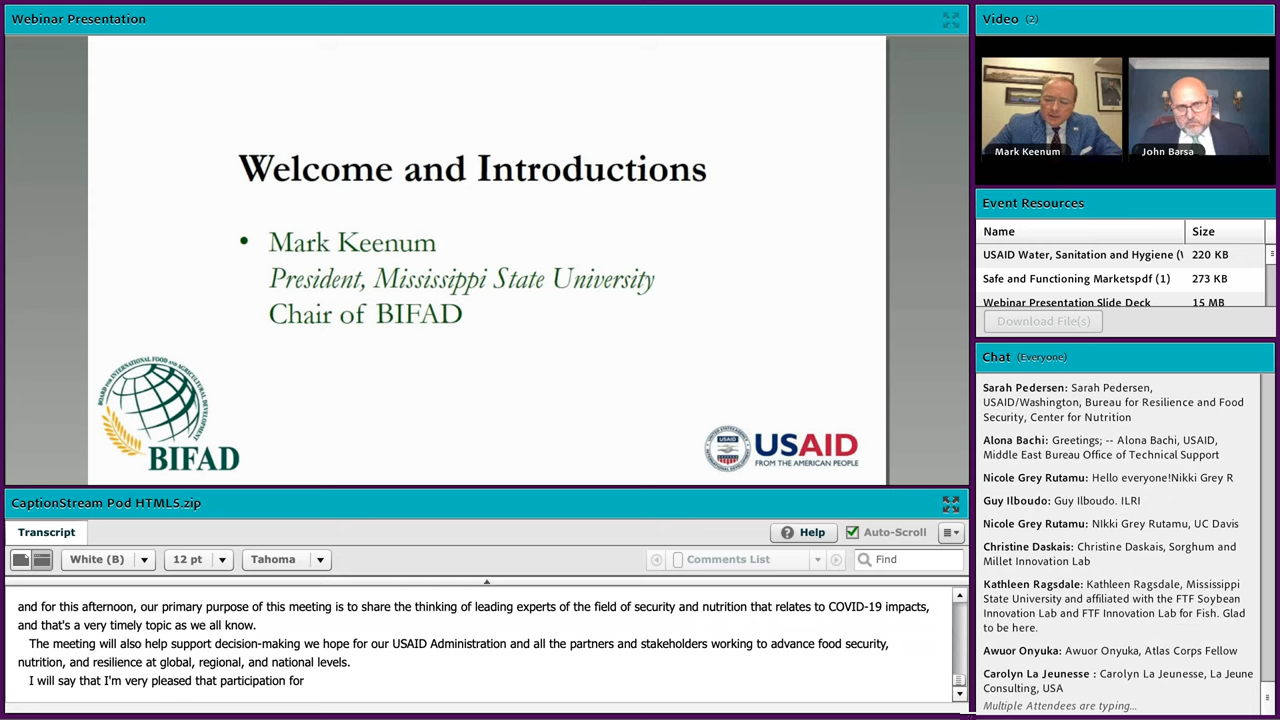 Webinar Presentation
Welcome and Introductions
• Mark Keenum
President, Mississippi State University
Chair of BIFAD
BOARD FOR INTERNATIONAL FOOD AND AGRICULTURAL DEVELOPMENT
BIFAD
USAID
USAID
FROM THE AMERICAN PEOPLE
CaptionStream Pod HTML5.zip
Transcript
Help
Auto-Scroll
White (B)
12 pt
Tahoma
Comments List
Find
and for this afternoon, our primary purpose of this meeting is to share the thinking of leading experts of the field of security and nutrition that relates to COVID-19 impacts,
and that's a very timely topic as we all know.
The meeting will also help support decision-making we hope for our USAID Administration and all the partners and stakeholders working to advance food security,
nutrition, and resilience at global, regional, and national levels.
I will say that I'm very pleased that participation for
Video (2)
Mark Keenum
John Barsa
Event Resources
Name Size
USAID Water, Sanitation and Hygiene (W 220 KB
Safe and Functioning Marketspdf (1) 273 KB
Webinar Presentation Slide Deck 15 MB
Download File(s)
Chat (Everyone)
Sarah Pedersen: Sarah Pedersen,
USAID/Washington, Bureau for Resilience and Food
Security, Center for Nutrition
Alona Bachi: Greetings; -- Alona Bachi, USAID,
Middle East Bureau Office of Technical Support
Nicole Grey Rutamu: Hello everyone!Nikki Grey R
Guy Ilboudo: Guy Ilboudo. ILRI
Nicole Grey Rutamu: NIkki Grey Rutamu, UC Davis
Christine Daskais: Christine Daskais, Sorghum and
Millet Innovation Lab
Kathleen Ragsdale: Kathleen Ragsdale, Mississippi
State University and affiliated with the FTF Soybean
Innovation Lab and FTF Innovation Lab for Fish. Glad
to be here.
Awuor Onyuka: Awuor Onyuka, Atlas Corps Fellow
Carolyn La Jeunesse : Carolyn La Jeunesse, La Jeune
Consulting, USA
Multiple Attendees are typing...